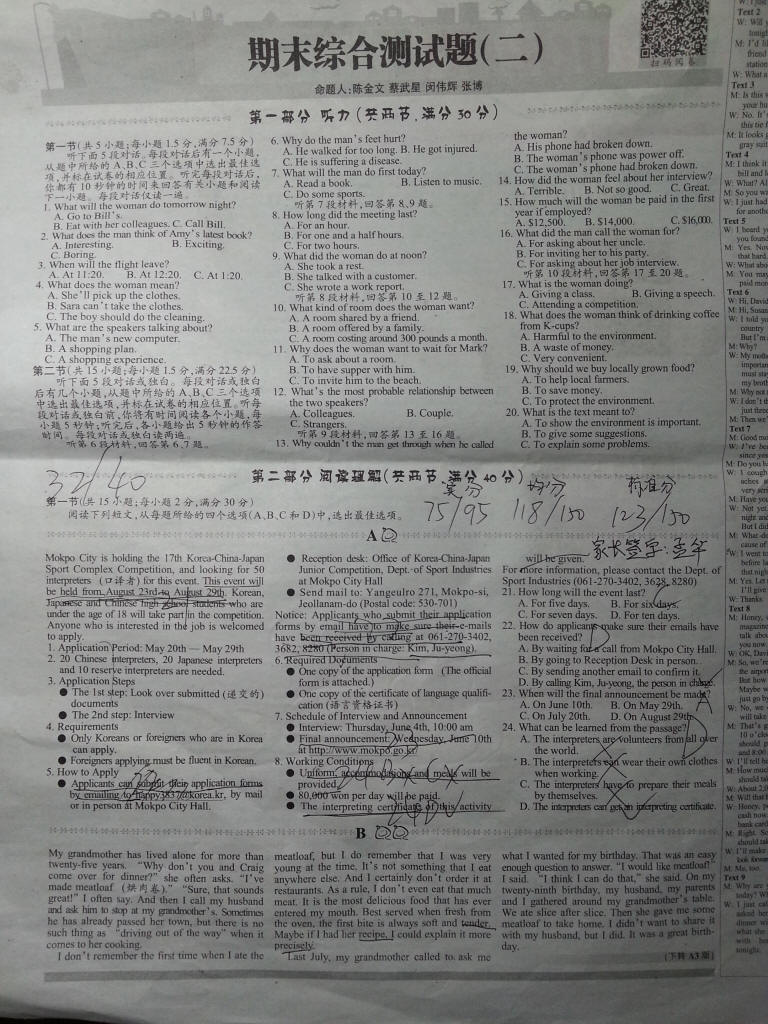 期末综合测试题(二)
扫码阅卷
命题人:陈金文 蔡武星 闵伟辉 张博
第一部分 听力(共两节,满分30分)
第一节(共5小题;每小题1.5分,满分7.5分)
听下面5段对话。每段对话后有一个小题,
从题中所给的A、B、C三个选项中选出最佳选
项,并标在试卷的相应位置。听完每段对话后,
你都有10秒钟的时间来回答有关小题和阅读
下一小题。每段对话仅读一遍。
1. What will the woman do tomorrow night?
A. Go to Bill's.
B. Eat with her colleagues. C. Call Bill.
2. What does the man think of Amy's latest book?
A. Interesting. B. Exciting.
C. Boring.
3. When will the flight leave?
A. At 11:20. B. At 12:20. C. At 1:20.
4. What does the woman mean?
A. She'll pick up the clothes.
B. Sara can't take the clothes.
C. The boy should do the cleaning.
5. What are the speakers talking about?
A. The man's new computer.
B. A shopping plan.
C. A shopping experience.
第二节(共15小题;每小题1.5分,满分22.5分)
听下面5段对话或独白。每段对话或独白
后有几个小题,从题中所给的A、B、C三个选项
中选出最佳选项,并标在试卷的相应位置。听每
段对话或独白前,你将有时间阅读各个小题,每
小题5秒钟;听完后,各小题给出5秒钟的作答
时间。每段对话或独白读两遍。
听第6段材料,回答第6、7题。
6. Why do the man's feet hurt?
A. He walked for too long. B. He got injured.
C. He is suffering a disease.
7. What will the man do first today?
A. Read a book. B. Listen to music.
C. Do some sports.
听第7段材料,回答第8、9题。
8. How long did the meeting last?
A. For an hour.
B. For one and a half hours.
C. For two hours.
9. What did the woman do at noon?
A. She took a rest.
B. She talked with a customer.
C. She wrote a work report.
听第8段材料,回答第10至12题。
10. What kind of room does the woman want?
A. A room shared by a friend.
B. A room offered by a family.
C. A room costing around 300 pounds a month.
11. Why does the woman want to wait for Mark?
A. To ask about a room.
B. To have supper with him.
C. To invite him to the beach.
12. What's the most probable relationship between
the two speakers?
A. Colleagues. B. Couple.
C. Strangers.
听第9段材料,回答第13至16题。
13. Why couldn't the man get through when he called
the woman?
A. His phone had broken down.
B. The woman's phone was power off.
C. The woman's phone had broken down.
14. How did the woman feel about her interview?
A. Terrible. B. Not so good. C. Great.
15. How much will the woman be paid in the first
year if employed?
A. $12,500. B. $14,000. C. $16,000.
16. What did the man call the woman for?
A. For asking about her uncle.
B. For inviting her to his party.
C. For asking about her job interview.
听第10段材料,回答第17至20题。
17. What is the woman doing?
A. Giving a class. B. Giving a speech.
C. Attending a competition.
18. What does the woman think of drinking coffee
from K-cups?
A. Harmful to the environment.
B. A waste of money.
C. Very convenient.
19. Why should we buy locally grown food?
A. To help local farmers.
B. To save money.
C. To protect the environment.
20. What is the text meant to?
A. To show the environment is important.
B. To give some suggestions.
C. To explain some problems.
32/40
第二部分 阅读理解(共两节,满分40分)
第一节(共15小题;每小题2分,满分30分)
阅读下列短文,从每题所给的四个选项(A、B、C和D)中,选出最佳选项。
实分 均分 标准分
75/95 118/150 123/150
A
Mokpo City is holding the 17th Korea-China-Japan
Sport Complex Competition, and looking for 50
interpreters (口译者) for this event. This event will
be held from August 23rd to August 29th. Korean,
Japanese and Chinese high school students who are
under the age of 18 will take part in the competition.
Anyone who is interested in the job is welcomed
to apply.
1. Application Period: May 20th — May 29th
2. 20 Chinese interpreters, 20 Japanese interpreters
and 10 reserve interpreters are needed.
3. Application Steps
● The 1st step: Look over submitted (递交的)
documents
● The 2nd step: Interview
4. Requirements
● Only Koreans or foreigners who are in Korea
can apply.
● Foreigners applying must be fluent in Korean.
5. How to Apply
● Applicants can submit their application forms
by emailing to happy3837@korea.kr, by mail
or in person at Mokpo City Hall.
● Reception desk: Office of Korea-China-Japan
Junior Competition, Dept. of Sport Industries
at Mokpo City Hall
● Send mail to: Yangeulro 271, Mokpo-si,
Jeollanam-do (Postal code: 530-701)
Notice: Applicants who submit their application
forms by email have to make sure their e-mails
have been received by calling at 061-270-3402,
3682, 8280 (Person in charge: Kim, Ju-yeong).
6. Required Documents
● One copy of the application form (The official
form is attached.)
● One copy of the certificate of language qualifi-
cation (语言资格证书)
7. Schedule of Interview and Announcement
● Interview: Thursday, June 4th, 10:00 am
● Final announcement: Wednesday, June 10th
at http://www.mokpo.go.kr
8. Working Conditions
● Uniform, accommodations and meals will be
provided.
● 80,000 won per day will be paid.
● The interpreting certificate of this activity
will be given.
家长签字:
For more information, please contact the Dept. of
Sport Industries (061-270-3402, 3628, 8280)
21. How long will the event last?
A. For five days. B. For six days.
C. For seven days. D. For ten days.
22. How do applicants make sure their emails have
been received?
A. By waiting for a call from Mokpo City Hall.
B. By going to Reception Desk in person.
C. By sending another email to confirm it.
D. By calling Kim, Ju-yeong, the person in charge.
23. When will the final announcement be made?
A. On June 10th. B. On May 29th.
C. On July 20th. D. On August 29th.
24. What can be learned from the passage?
A. The interpreters are volunteers from all over
the world.
B. The interpreters can wear their own clothes
when working.
C. The interpreters have to prepare their meals
by themselves.
D. The interpreters can get an interpreting certificate.
B
My grandmother has lived alone for more than
twenty-five years. "Why don't you and Craig
come over for dinner?" she often asks. "I've
made meatloaf (烘肉卷)." "Sure, that sounds
great!" I often say. And then I call my husband
and ask him to stop at my grandmother's. Sometimes
he has already passed her town, but there is no
such thing as "driving out of the way" when it
comes to her cooking.
I don't remember the first time when I ate the
meatloaf, but I do remember that I was very
young at the time. It's not something that I eat
anywhere else. And I certainly don't order it at
restaurants. As a rule, I don't even eat that much
meat. It is the most delicious food that has ever
entered my mouth. Best served when fresh from
the oven, the first bite is always soft and tender.
Maybe if I had her recipe, I could explain it more
precisely.
Last year, my grandmother called to ask me
what I wanted for my birthday. That was an easy
enough question to answer. "I would like meatloaf!"
I said. "I think I can do that," she said. On my
twenty-ninth birthday, my husband, my parents
and I gathered around my grandmother's table.
We ate slice after slice. Then she gave me some
meatloaf to take home. I didn't want to share it
with my husband, but I did. It was a great birth-
day.
(下转A3版)
Text 2
Text 3
Text 4
Text 5
Text 6
Text 7
Text 8
Text 9